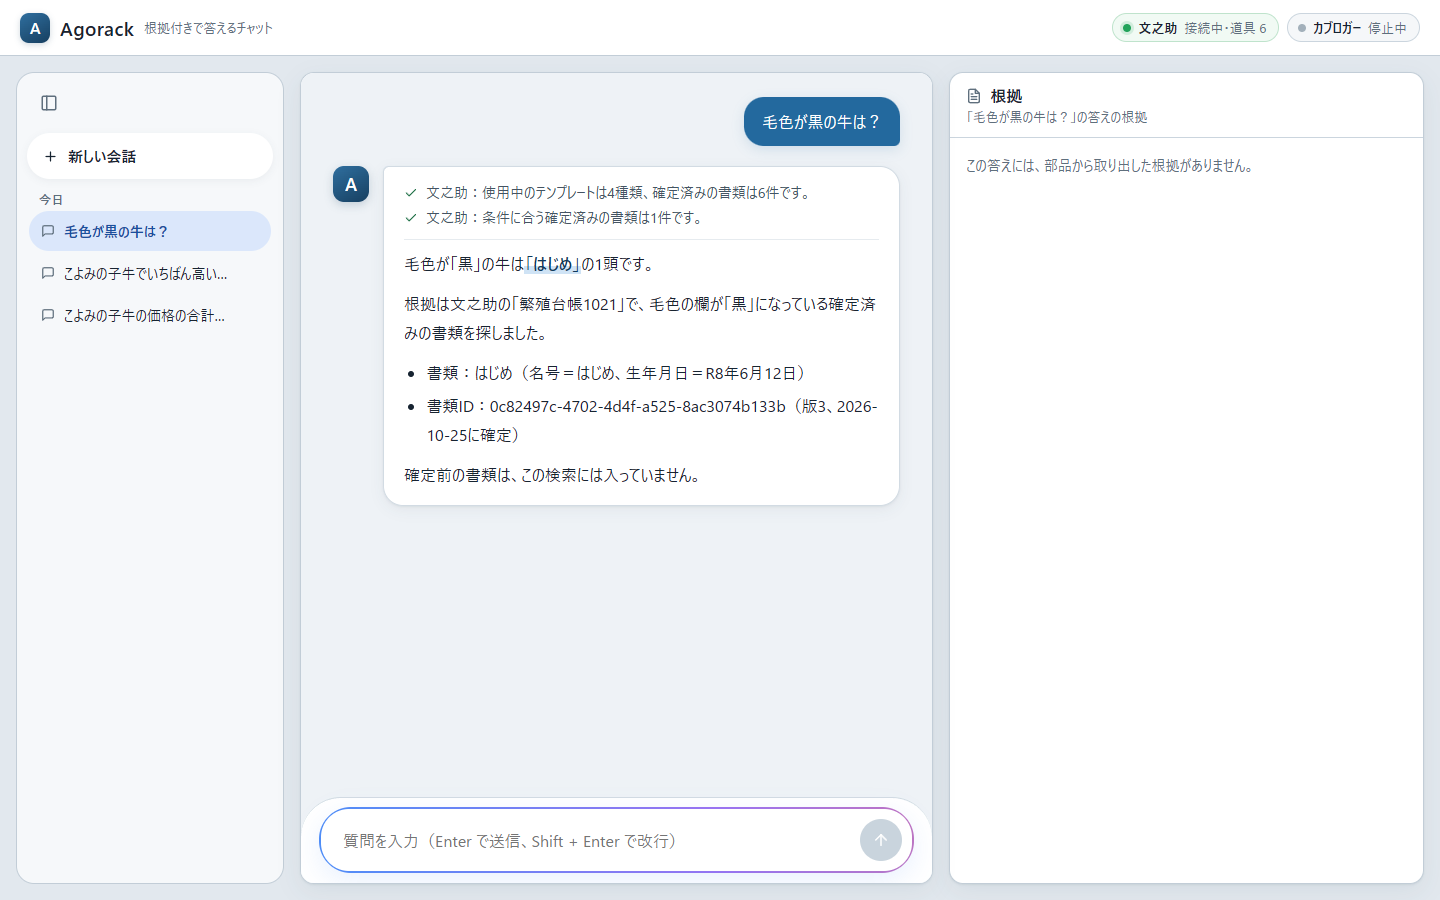 A Agorack 根拠付きで答えるチャット
文之助 接続中・道具 6
カブロガー 停止中
新しい会話
今日
毛色が黒の牛は？
こよみの子牛でいちばん高い...
こよみの子牛の価格の合計...
毛色が黒の牛は？
A
文之助：使用中のテンプレートは4種類、確定済みの書類は6件です。
文之助：条件に合う確定済みの書類は1件です。
毛色が「黒」の牛は「はじめ」の1頭です。
根拠は文之助の「繁殖台帳1021」で、毛色の欄が「黒」になっている確定済
みの書類を探しました。
書類：はじめ（名号＝はじめ、生年月日＝R8年6月12日）
書類ID：0c82497c-4702-4d4f-a525-8ac3074b133b（版3、2026-
10-25に確定）
確定前の書類は、この検索には入っていません。
質問を入力（Enter で送信、Shift + Enter で改行）
根拠
「毛色が黒の牛は？」の答えの根拠
この答えには、部品から取り出した根拠がありません。